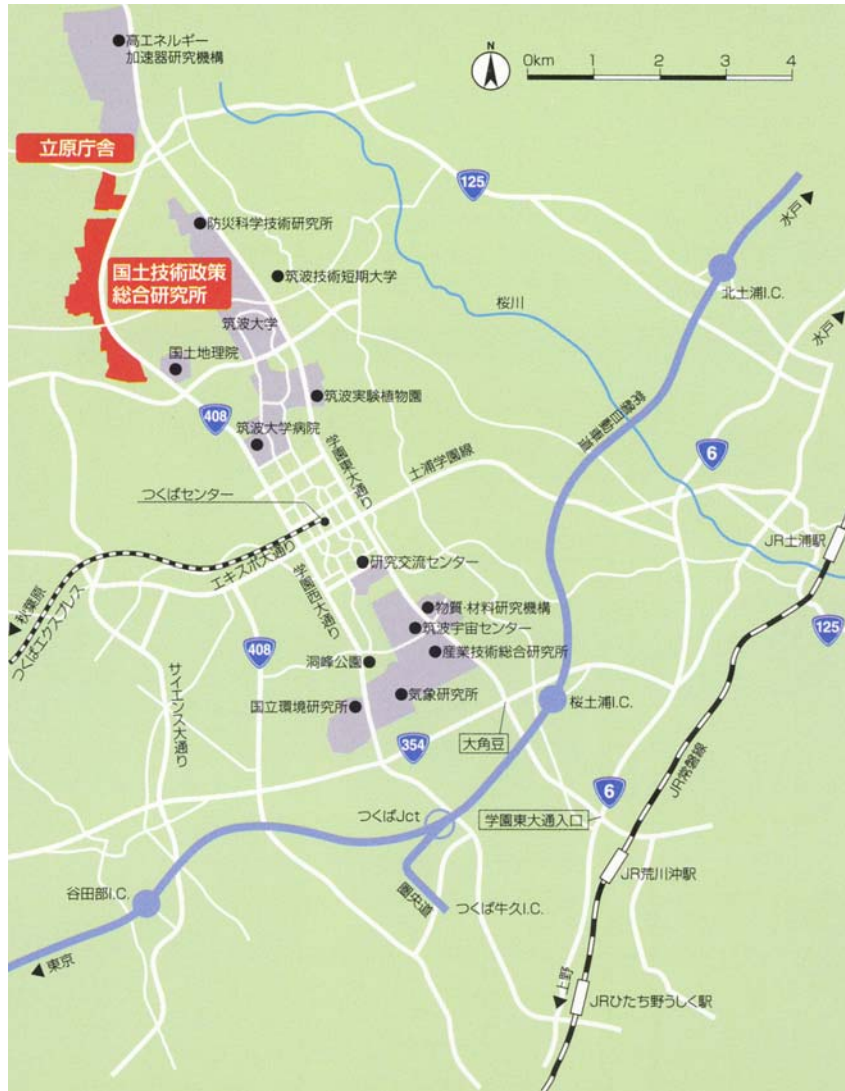 高エネルギー
加速器研究機構
N
0km 1 2 3 4
立原庁舎
125
水戸
防災科学技術研究所
国土技術政策
総合研究所
筑波技術短期大学
北土浦I.C.
桜川
筑波大学
水戸
国土地理院
筑波実験植物園
408
常磐自動車道
筑波大学病院
学園東大通り
6
土浦学園線
つくばセンター
JR土浦駅
エキスポ大通り
研究交流センター
学園西大通り
秋葉原
つくばエクスプレス
物質・材料研究機構
筑波宇宙センター
125
408
産業技術総合研究所
洞峰公園
サイエンス大通り
気象研究所
国立環境研究所
桜土浦I.C.
354
大角豆
JR常磐線
6
つくばJct
学園東大通入口
JR荒川沖駅
谷田部I.C.
圏央道
つくば牛久I.C.
東京
上野
JRひたち野うしく駅